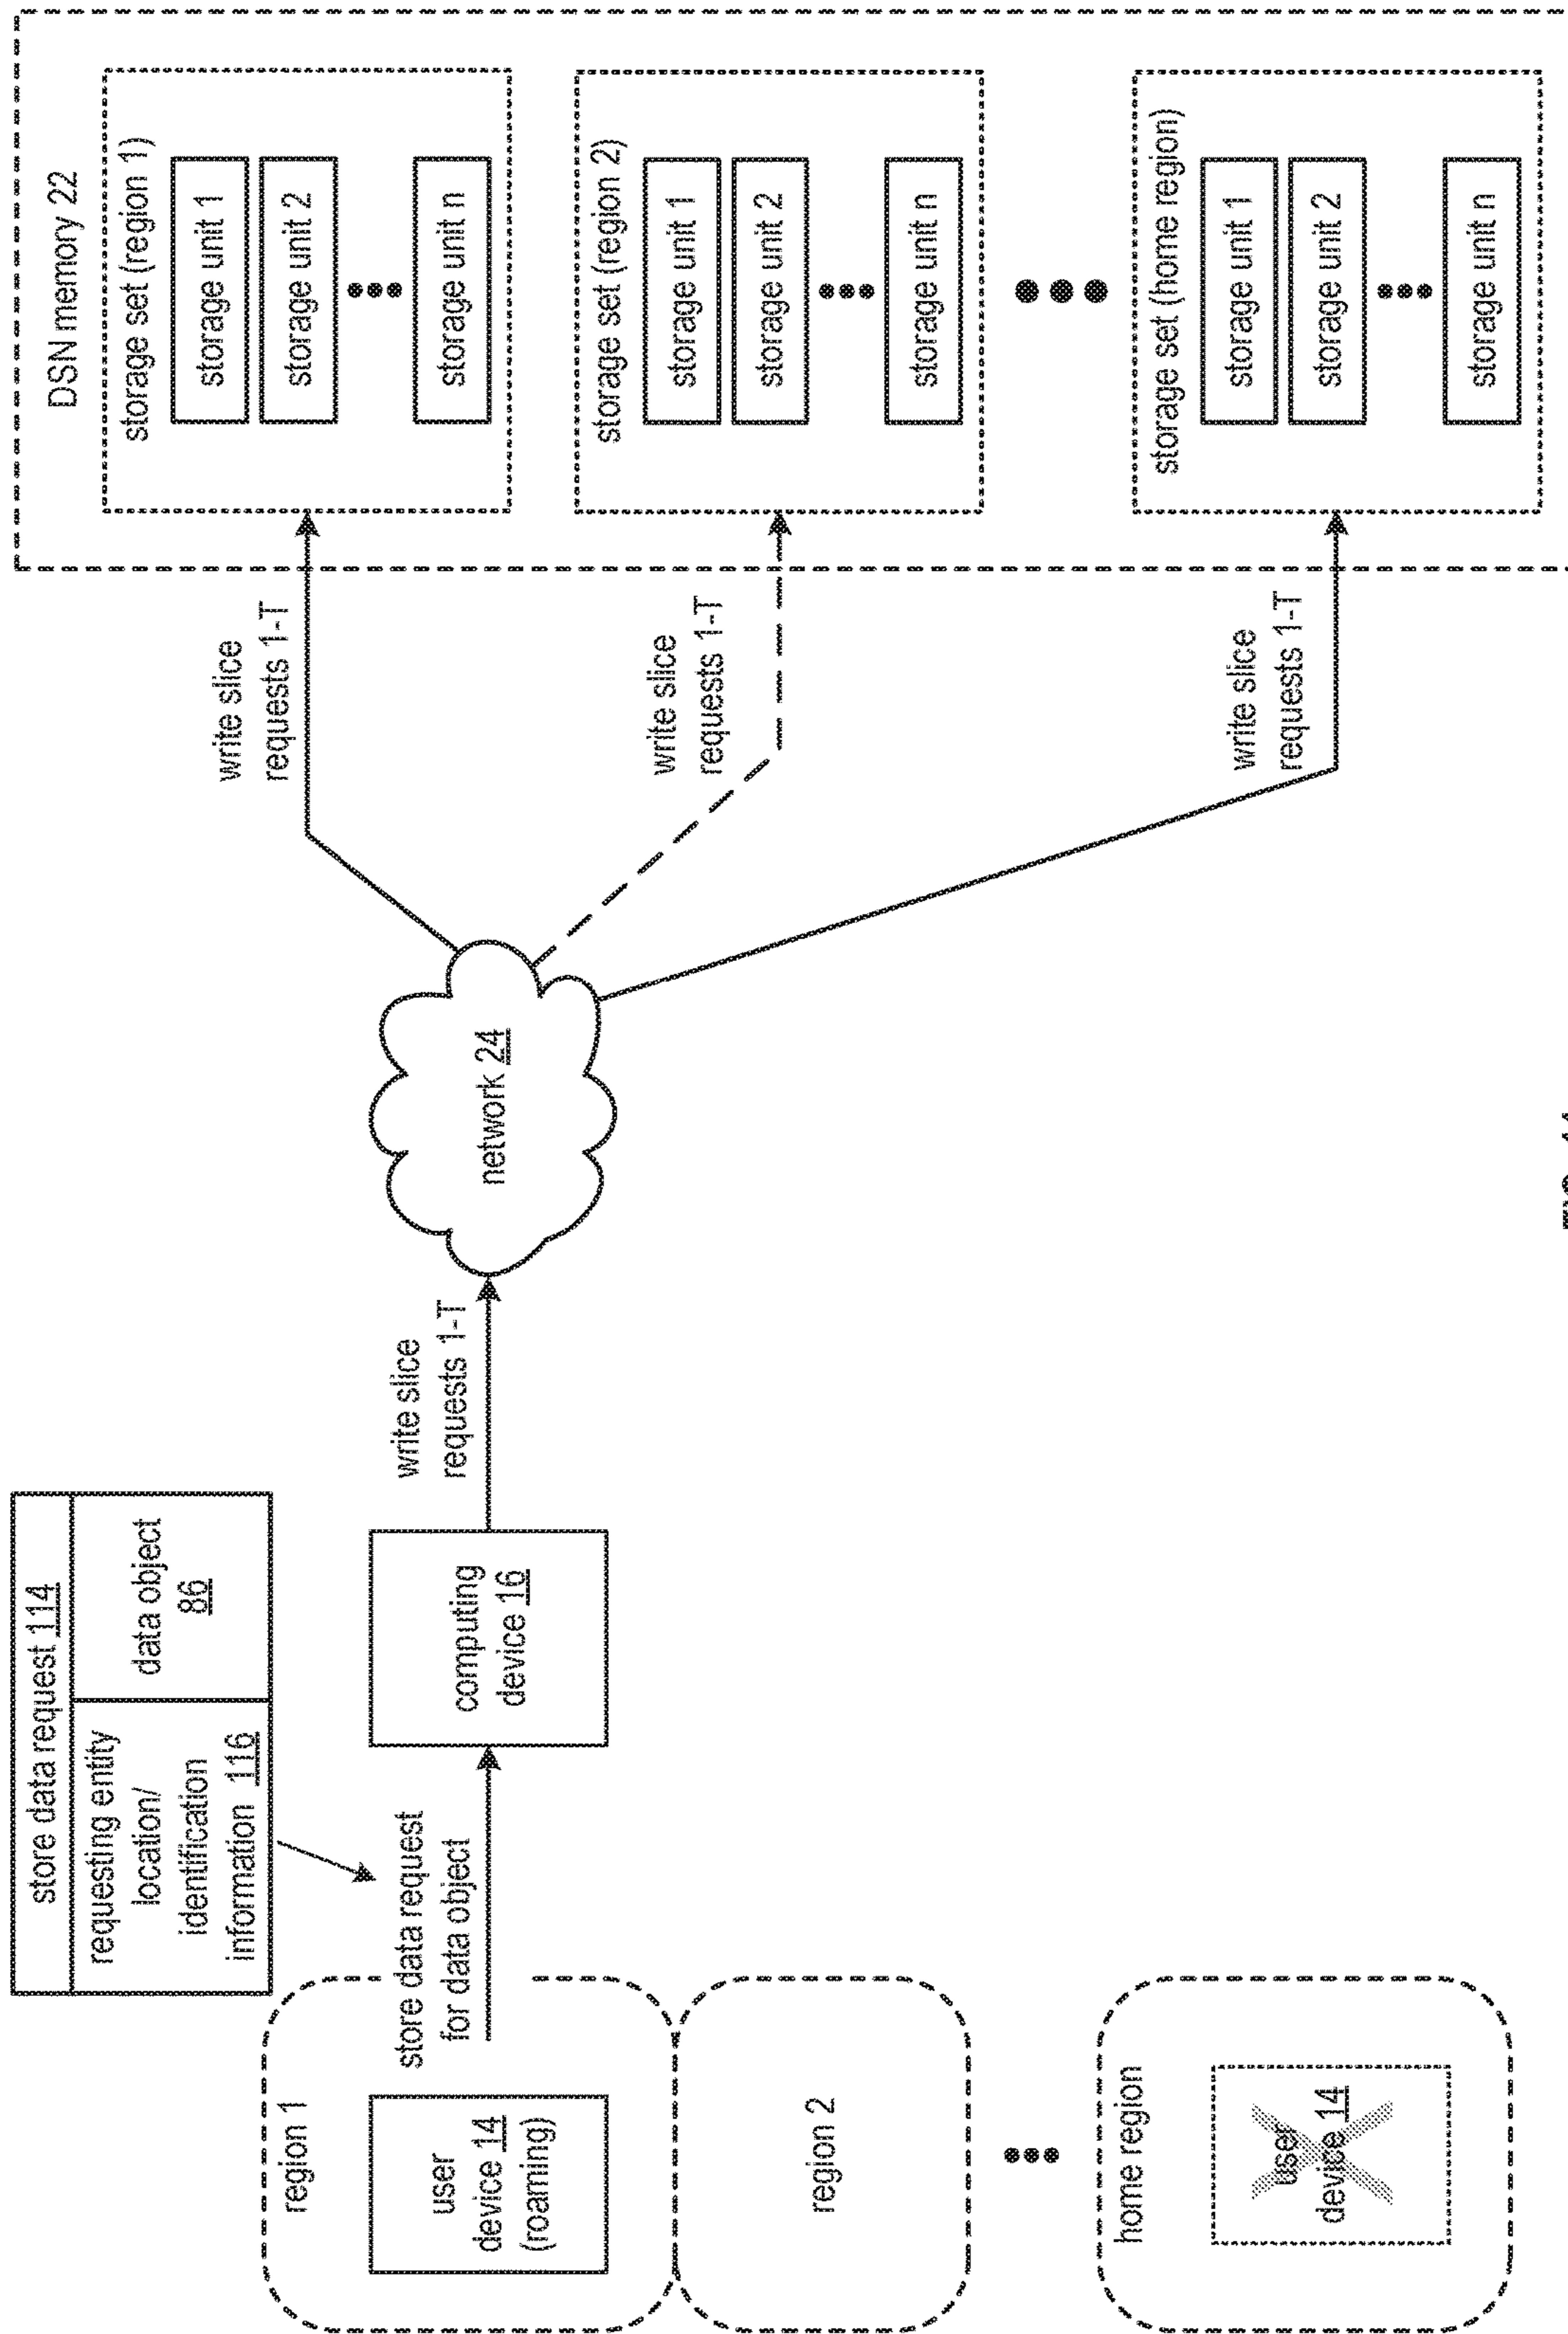 store data request 114
requesting entity
location/
identification
information 116
data object
86
region 1
user
device 14
(roaming)
store data request
for data object
computing
device 16
write slice
requests 1-T
network 24
region 2
home region
user
device 14
write slice
requests 1-T
write slice
requests 1-T
write slice
requests 1-T
DSN memory 22
storage set (region 1)
storage unit 1
storage unit 2
storage unit n
storage set (region 2)
storage unit 1
storage unit 2
storage unit n
storage set (home region)
storage unit 1
storage unit 2
storage unit n